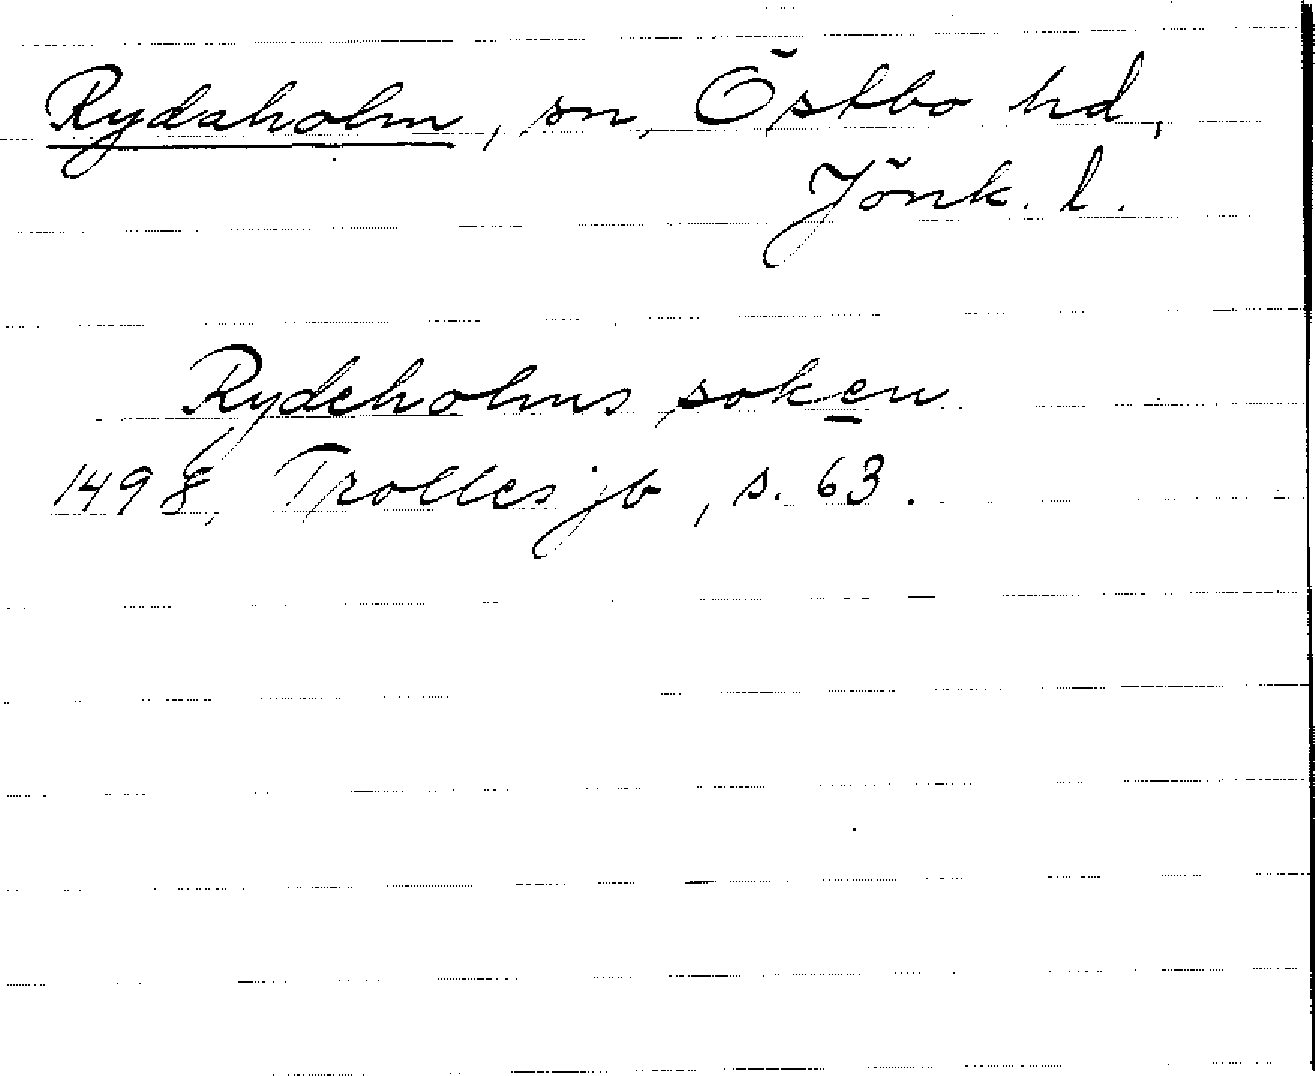 Rydaholm, sn, Östbo hd,
Jönk. l.
Rydeholms soken
1498, Trolles jb, s. 63.